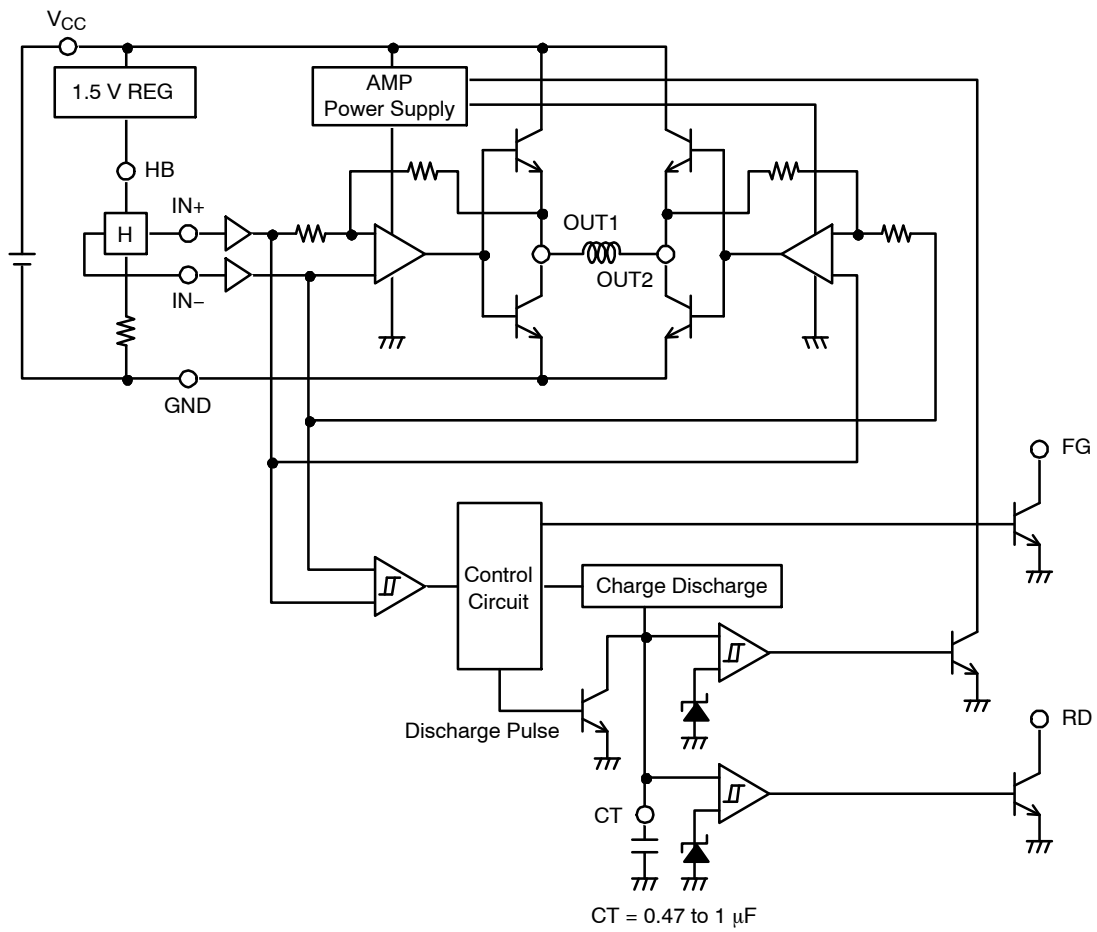 VCC
1.5 V REG
AMP
Power Supply
HB
IN+
H
IN−
OUT1
OUT2
GND
FG
Control
Circuit
Charge Discharge
Discharge Pulse
RD
CT
CT = 0.47 to 1 μF